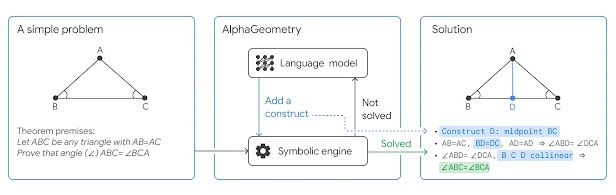 A simple problem
A
B
C
Theorem premises:
Let ABC be any triangle with AB=AC
Prove that angle (∠) ABC= ∠BCA
AlphaGeometry
Language model
Add a
construct
Not
solved
Symbolic engine
Solved
Solution
A
B
D
C
• Construct D: midpoint BC
• AB=AC, BD=DC, AD=AD ⇒ ∠ABD= ∠DCA
• ∠ABD= ∠DCA, B C D collinear ⇒
∠ABC=∠BCA